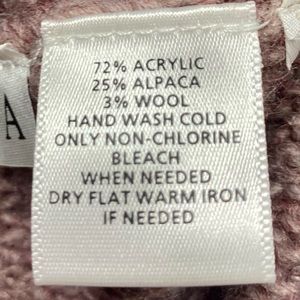 72% ACRYLIC
25% ALPACA
3% WOOL
HAND WASH COLD
ONLY NON-CHLORINE
BLEACH
WHEN NEEDED
DRY FLAT WARM IRON
IF NEEDED
A